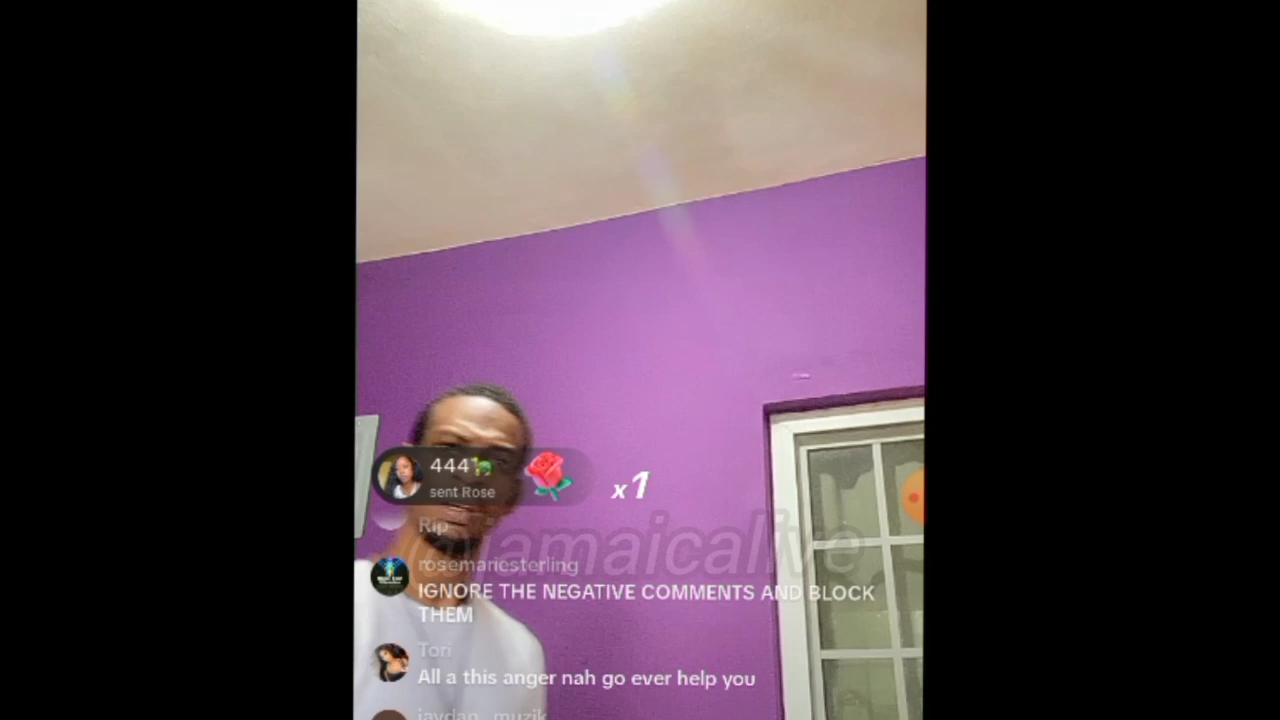 444
sent Rose
x1
Rip
@jamaicalive
rosemariesterling
IGNORE THE NEGATIVE COMMENTS AND BLOCK
THEM
Tori
All a this anger nah go ever help you